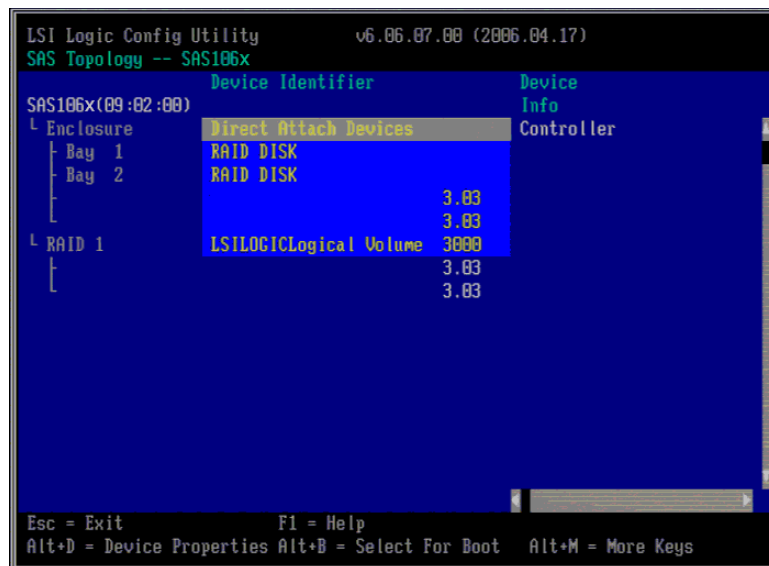 LSI Logic Config Utility v6.06.07.00 (2006.04.17)
SAS Topology -- SAS106x
Device Identifier Device
SAS106x(09:02:00) Info
Enclosure Direct Attach Devices Controller
Bay 1 RAID DISK
Bay 2 RAID DISK
3.03
3.03
RAID 1 LSILOGICLogical Volume 3000
3.03
3.03
Esc = Exit F1 = Help
Alt+D = Device Properties Alt+B = Select For Boot Alt+M = More Keys